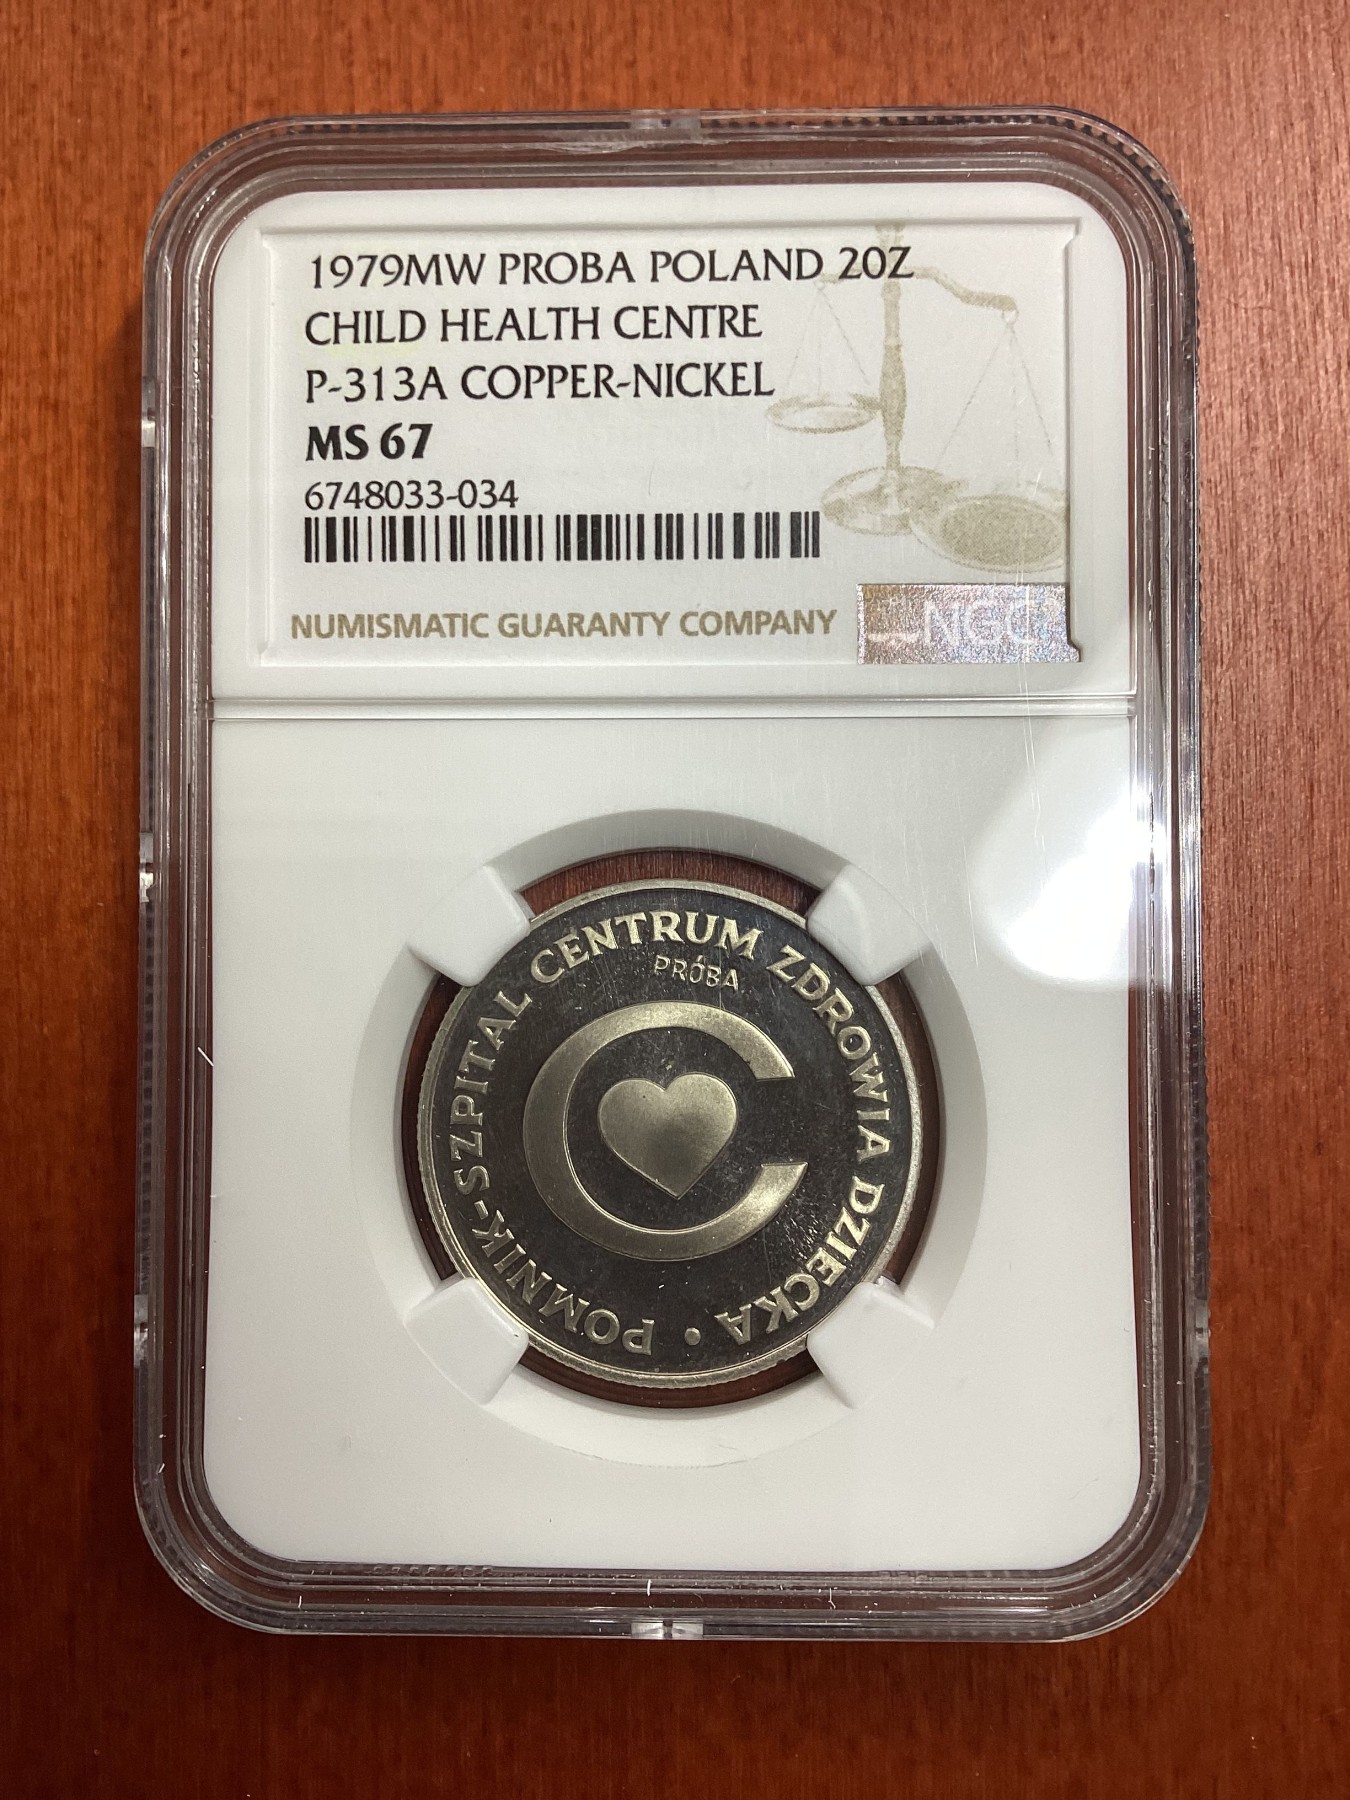 1979MW PROBA POLAND 20Z
CHILD HEALTH CENTRE
P-313A COPPER-NICKEL
MS 67
6748033-034
NUMISMATIC GUARANTY COMPANY
NGC
POMNIK-SZPITAL CENTRUM ZDROWIA DZIECKA •
PRÓBA